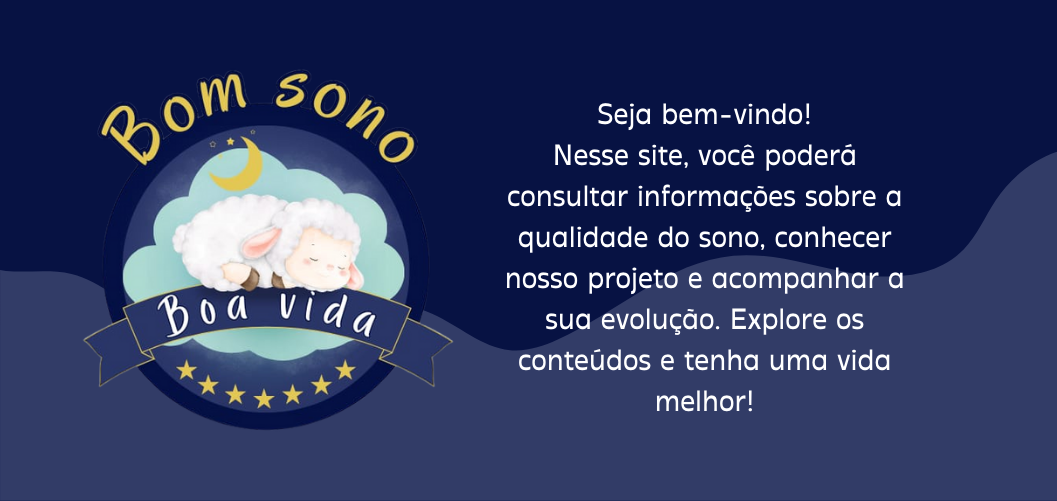 Bom sono
Boa vida
Seja bem-vindo!
Nesse site, você poderá
consultar informações sobre a
qualidade do sono, conhecer
nosso projeto e acompanhar a
sua evolução. Explore os
conteúdos e tenha uma vida
melhor!